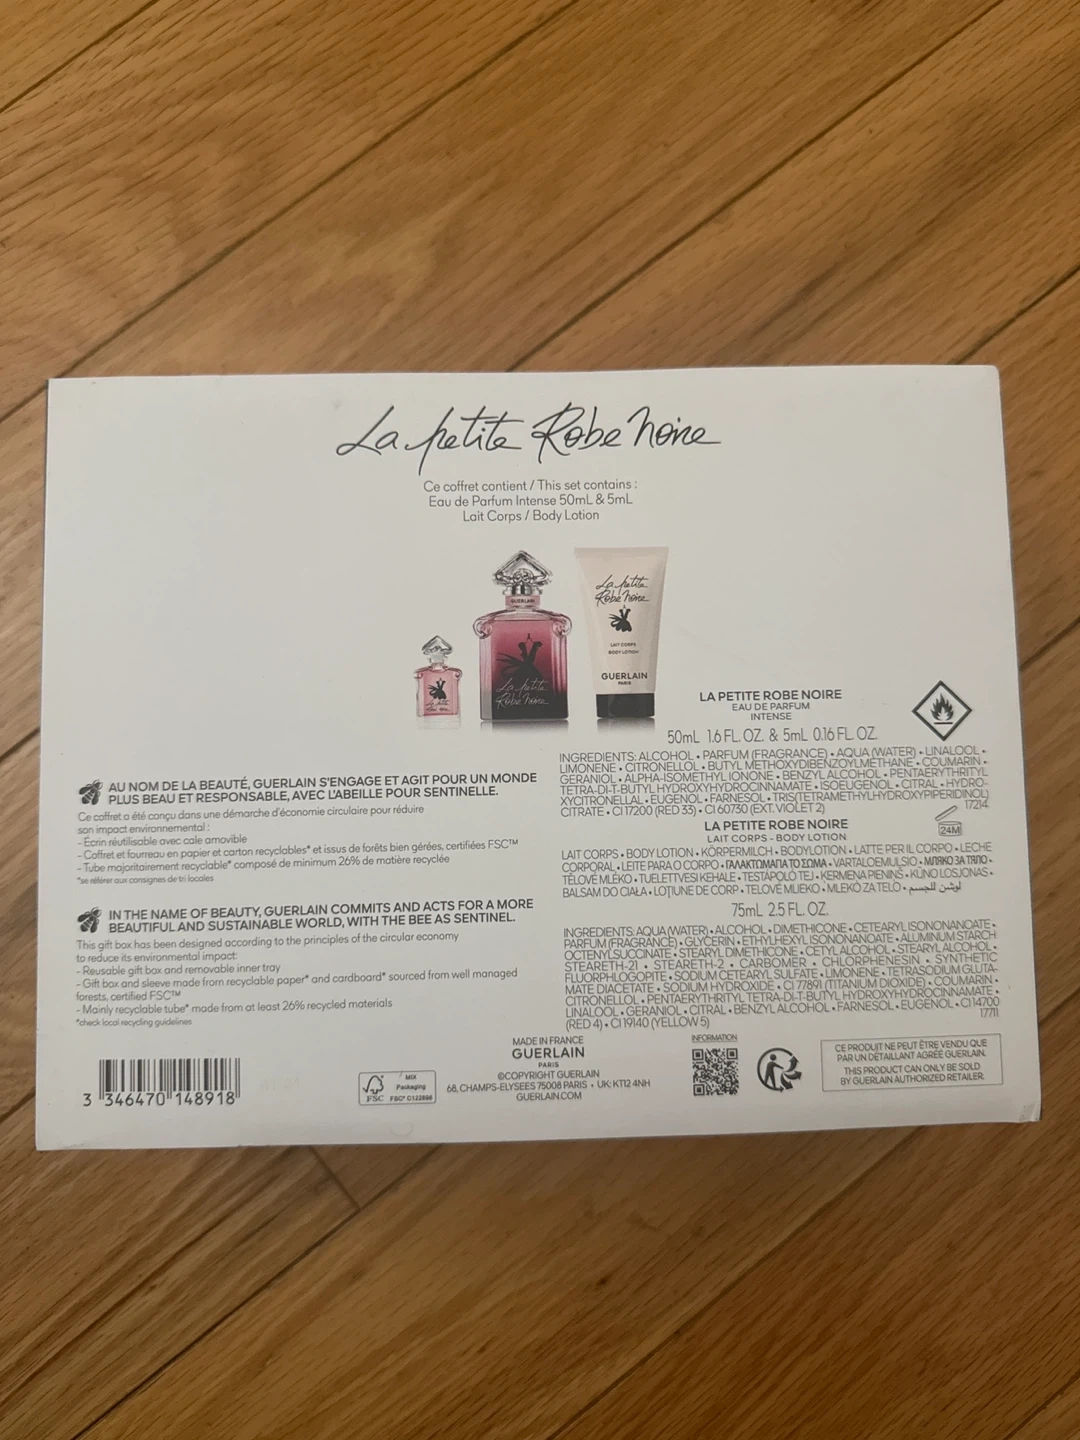 La petite Robe noire
Ce coffret contient / This set contains :
Eau de Parfum Intense 50mL & 5mL
Lait Corps / Body Lotion
GUERLAIN
La petite
Robe noire
La petite
Robe noire
LAIT CORPS
BODY LOTION
GUERLAIN
PARIS
LA PETITE ROBE NOIRE
EAU DE PARFUM
INTENSE
50mL 1.6 FL. OZ. & 5mL 0.16 FL. OZ.
INGREDIENTS: ALCOHOL • PARFUM (FRAGRANCE) • AQUA (WATER) • LINALOOL •
LIMONENE • CITRONELLOL • BUTYL METHOXYDIBENZOYLMETHANE • COUMARIN •
GERANIOL • ALPHA-ISOMETHYL IONONE • BENZYL ALCOHOL • PENTAERYTHRITYL
TETRA-DI-T-BUTYL HYDROXYHYDROCINNAMATE • ISOEUGENOL • CITRAL • HYDRO-
XYCITRONELLAL • EUGENOL • FARNESOL • TRIS(TETRAMETHYLHYDROXYPIPERIDINOL)
CITRATE • CI 17200 (RED 33) • CI 60730 (EXT. VIOLET 2)
17214
LA PETITE ROBE NOIRE
LAIT CORPS - BODY LOTION
24M
LAIT CORPS • BODY LOTION • KÖRPERMILCH • BODYLOTION • LATTE PER IL CORPO • LECHE
CORPORAL • LEITE PARA O CORPO • ΓΑΛΑΚΤΩΜΑ ΓΙΑ ΤΟ ΣΩΜΑ • VARTALOEMULSIO • МЛЯКО ЗА ТЯЛО •
TĚLOVÉ MLÉKO • TUELETTVESI KEHALE • TESTÁPOLÓ TEJ • ĶERMEŅA PIENIŅŠ • KŪNO LOSJONAS •
BALSAM DO CIAŁA • LOȚIUNE DE CORP • TELOVÉ MLIEKO • MLEKO ZA TELO • لوشن للجسم
75mL 2.5 FL. OZ.
INGREDIENTS: AQUA (WATER) • ALCOHOL • DIMETHICONE • CETEARYL ISONONANOATE •
PARFUM (FRAGRANCE) • GLYCERIN • ETHYLHEXYL ISONONANOATE • ALUMINUM STARCH
OCTENYLSUCCINATE • STEARYL DIMETHICONE • CETYL ALCOHOL • STEARYL ALCOHOL •
STEARETH-21 • STEARETH-2 • CARBOMER • CHLORPHENESIN • SYNTHETIC
FLUORPHLOGOPITE • SODIUM CETEARYL SULFATE • LIMONENE • TETRASODIUM GLUTA-
MATE DIACETATE • SODIUM HYDROXIDE • CI 77891 (TITANIUM DIOXIDE) • COUMARIN •
CITRONELLOL • PENTAERYTHRITYL TETRA-DI-T-BUTYL HYDROXYHYDROCINNAMATE •
LINALOOL • GERANIOL • CITRAL • BENZYL ALCOHOL • FARNESOL • EUGENOL • CI 14700
(RED 4) • CI 19140 (YELLOW 5)
17711
AU NOM DE LA BEAUTÉ, GUERLAIN S'ENGAGE ET AGIT POUR UN MONDE
PLUS BEAU ET RESPONSABLE, AVEC L'ABEILLE POUR SENTINELLE.
Ce coffret a été conçu dans une démarche d'économie circulaire pour réduire
son impact environnemental :
- Écrin réutilisable avec cale amovible
- Coffret et fourreau en papier et carton recyclables* et issus de forêts bien gérées, certifiées FSC™
- Tube majoritairement recyclable* composé de minimum 26% de matière recyclée
*se référer aux consignes de tri locales
IN THE NAME OF BEAUTY, GUERLAIN COMMITS AND ACTS FOR A MORE
BEAUTIFUL AND SUSTAINABLE WORLD, WITH THE BEE AS SENTINEL.
This gift box has been designed according to the principles of the circular economy
to reduce its environmental impact:
- Reusable gift box and removable inner tray
- Gift box and sleeve made from recyclable paper* and cardboard* sourced from well managed
forests, certified FSC™
- Mainly recyclable tube* made from at least 26% recycled materials
*check local recycling guidelines
3 346470 148918
FSC
MIX
Packaging
FSC® C122896
MADE IN FRANCE
GUERLAIN
PARIS
©COPYRIGHT GUERLAIN
68, CHAMPS-ELYSEES 75008 PARIS • UK: KT12 4NH
GUERLAIN.COM
INFORMATION
CE PRODUIT NE PEUT ÊTRE VENDU QUE
PAR UN DÉTAILLANT AGRÉÉ GUERLAIN.
THIS PRODUCT CAN ONLY BE SOLD
BY GUERLAIN AUTHORIZED RETAILER.